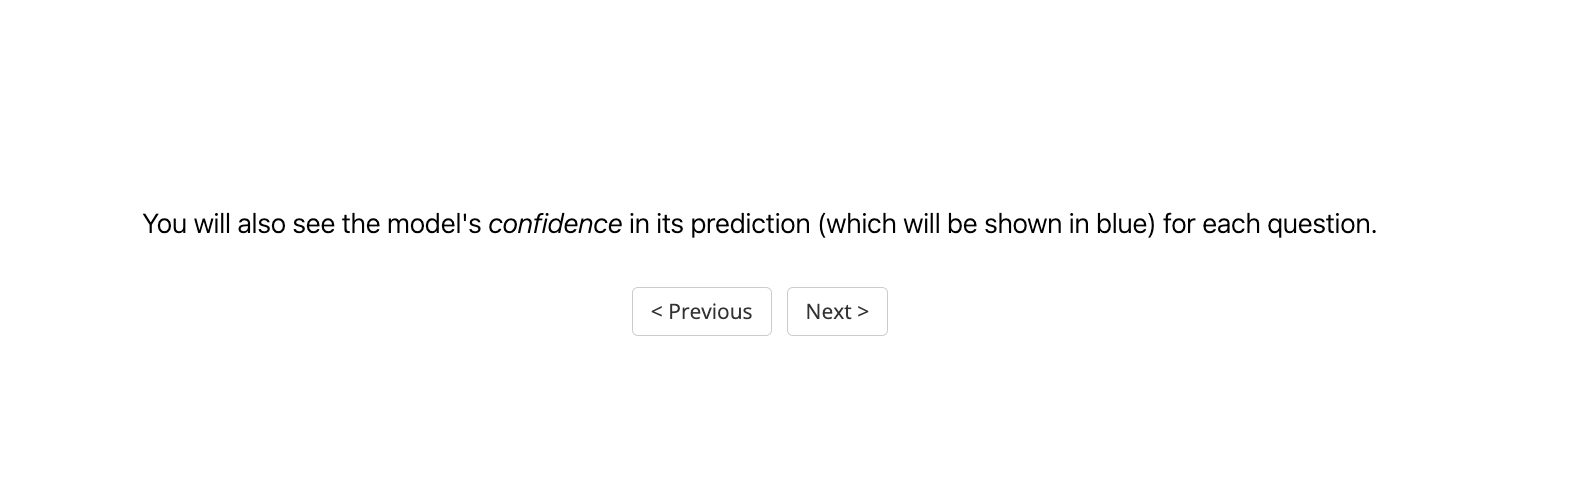 You will also see the model's confidence in its prediction (which will be shown in blue) for each question.
< Previous
Next >